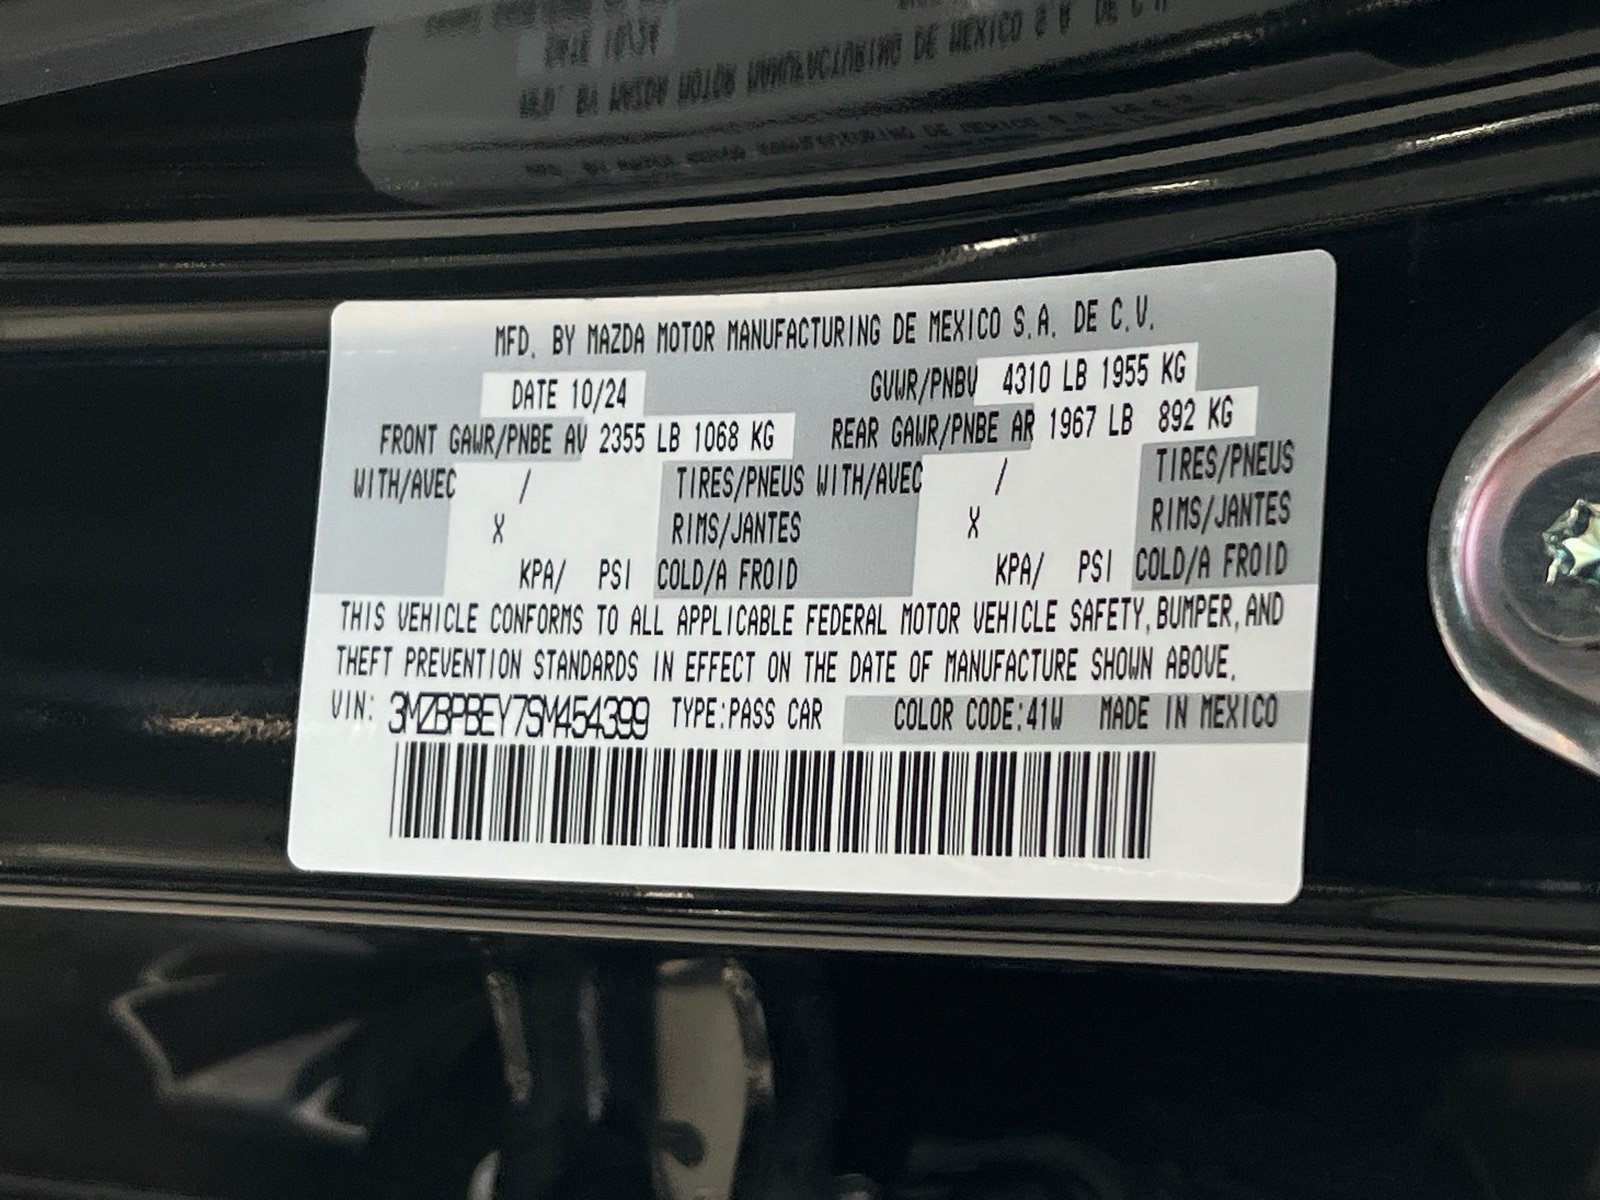 MFD. BY MAZDA MOTOR MANUFACTURING DE MEXICO S.A. DE C.V.
DATE 10/24 GVWR/PNBV 4310 LB 1955 KG
FRONT GAWR/PNBE AV 2355 LB 1068 KG REAR GAWR/PNBE AR 1967 LB 892 KG
WITH/AVEC / TIRES/PNEUS WITH/AVEC / TIRES/PNEUS
X RIMS/JANTES X RIMS/JANTES
KPA/ PSI COLD/A FROID KPA/ PSI COLD/A FROID
THIS VEHICLE CONFORMS TO ALL APPLICABLE FEDERAL MOTOR VEHICLE SAFETY, BUMPER, AND
THEFT PREVENTION STANDARDS IN EFFECT ON THE DATE OF MANUFACTURE SHOWN ABOVE.
VIN: 3MZBPBEY7SM454399 TYPE:PASS CAR COLOR CODE:41W MADE IN MEXICO